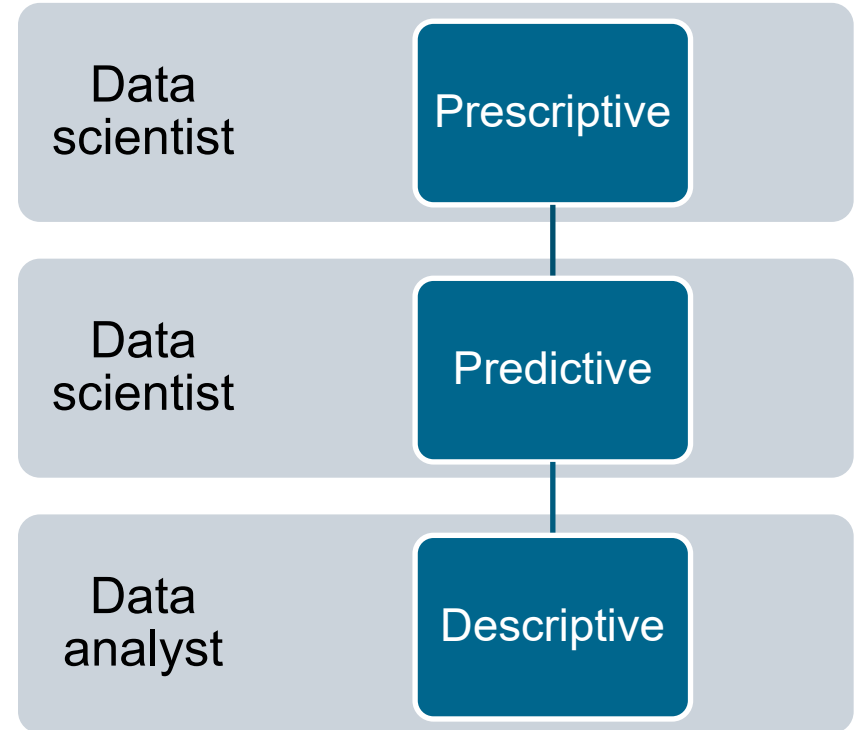 Data
scientist
Prescriptive
Data
scientist
Predictive
Data
analyst
Descriptive